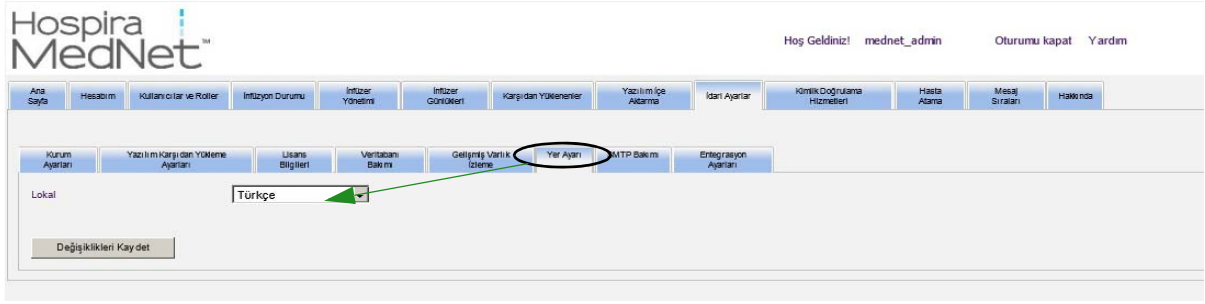 Hospira
MedNet™
Hoş Geldiniz! mednet_admin Oturumu kapat Yardım
Ana Sayfa
Hesabım
Kullanıcılar ve Roller
İnfüzyon Durumu
İnfüzer Yönetimi
İnfüzer Günlükleri
Karşıdan Yüklenenler
Yazılım İçe Aktarma
İdari Ayarlar
Kimlik Doğrulama Hizmetleri
Hasta Atama
Mesaj Sıraları
Hakkında
Kurum Ayarları
Yazılım Karşıdan Yükleme Ayarları
Lisans Bilgileri
Veritabanı Bakımı
Gelişmiş Varlık İzleme
Yer Ayarı
MTP Bakımı
Entegrasyon Ayarları
Lokal Türkçe
Değişiklikleri Kaydet